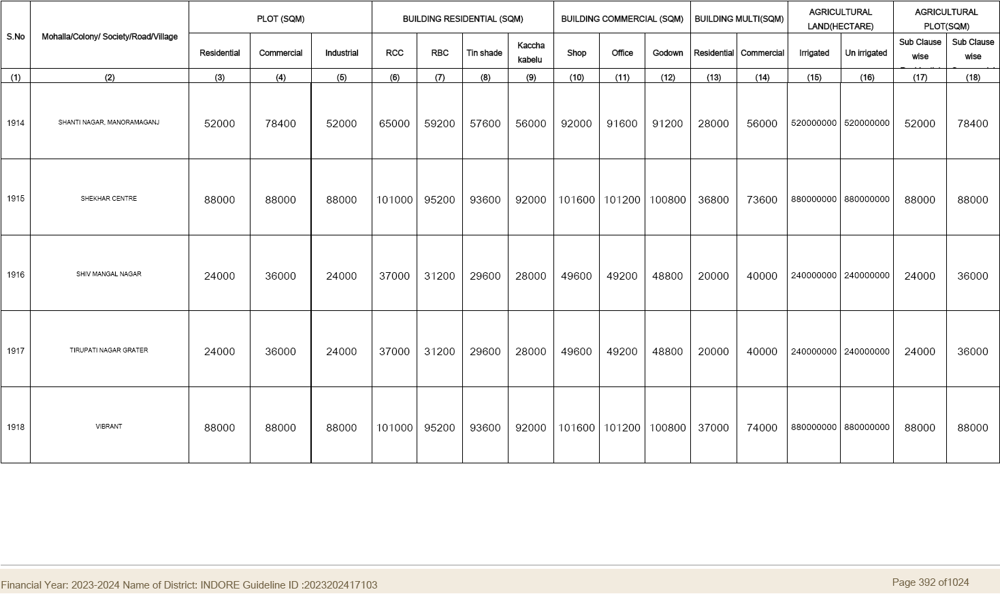 S.No Mohalla/Colony/ Society/Road/Village PLOT (SQM) BUILDING RESIDENTIAL (SQM) BUILDING COMMERCIAL (SQM) BUILDING MULTI(SQM) AGRICULTURAL LAND(HECTARE) AGRICULTURAL PLOT(SQM)
Residential Commercial Industrial RCC RBC Tin shade Kaccha kabelu Shop Office Godown Residential Commercial Irrigated Un irrigated Sub Clause wise Sub Clause wise
(1) (2) (3) (4) (5) (6) (7) (8) (9) (10) (11) (12) (13) (14) (15) (16) (17) (18)
1914 SHANTI NAGAR, MANORAMAGANJ 52000 78400 52000 65000 59200 57600 56000 92000 91600 91200 28000 56000 520000000 520000000 52000 78400
1915 SHEKHAR CENTRE 88000 88000 88000 101000 95200 93600 92000 101600 101200 100800 36800 73600 880000000 880000000 88000 88000
1916 SHIV MANGAL NAGAR 24000 36000 24000 37000 31200 29600 28000 49600 49200 48800 20000 40000 240000000 240000000 24000 36000
1917 TIRUPATI NAGAR GRATER 24000 36000 24000 37000 31200 29600 28000 49600 49200 48800 20000 40000 240000000 240000000 24000 36000
1918 VIBRANT 88000 88000 88000 101000 95200 93600 92000 101600 101200 100800 37000 74000 880000000 880000000 88000 88000
Financial Year: 2023-2024 Name of District: INDORE Guideline ID :2023202417103 Page 392 of1024